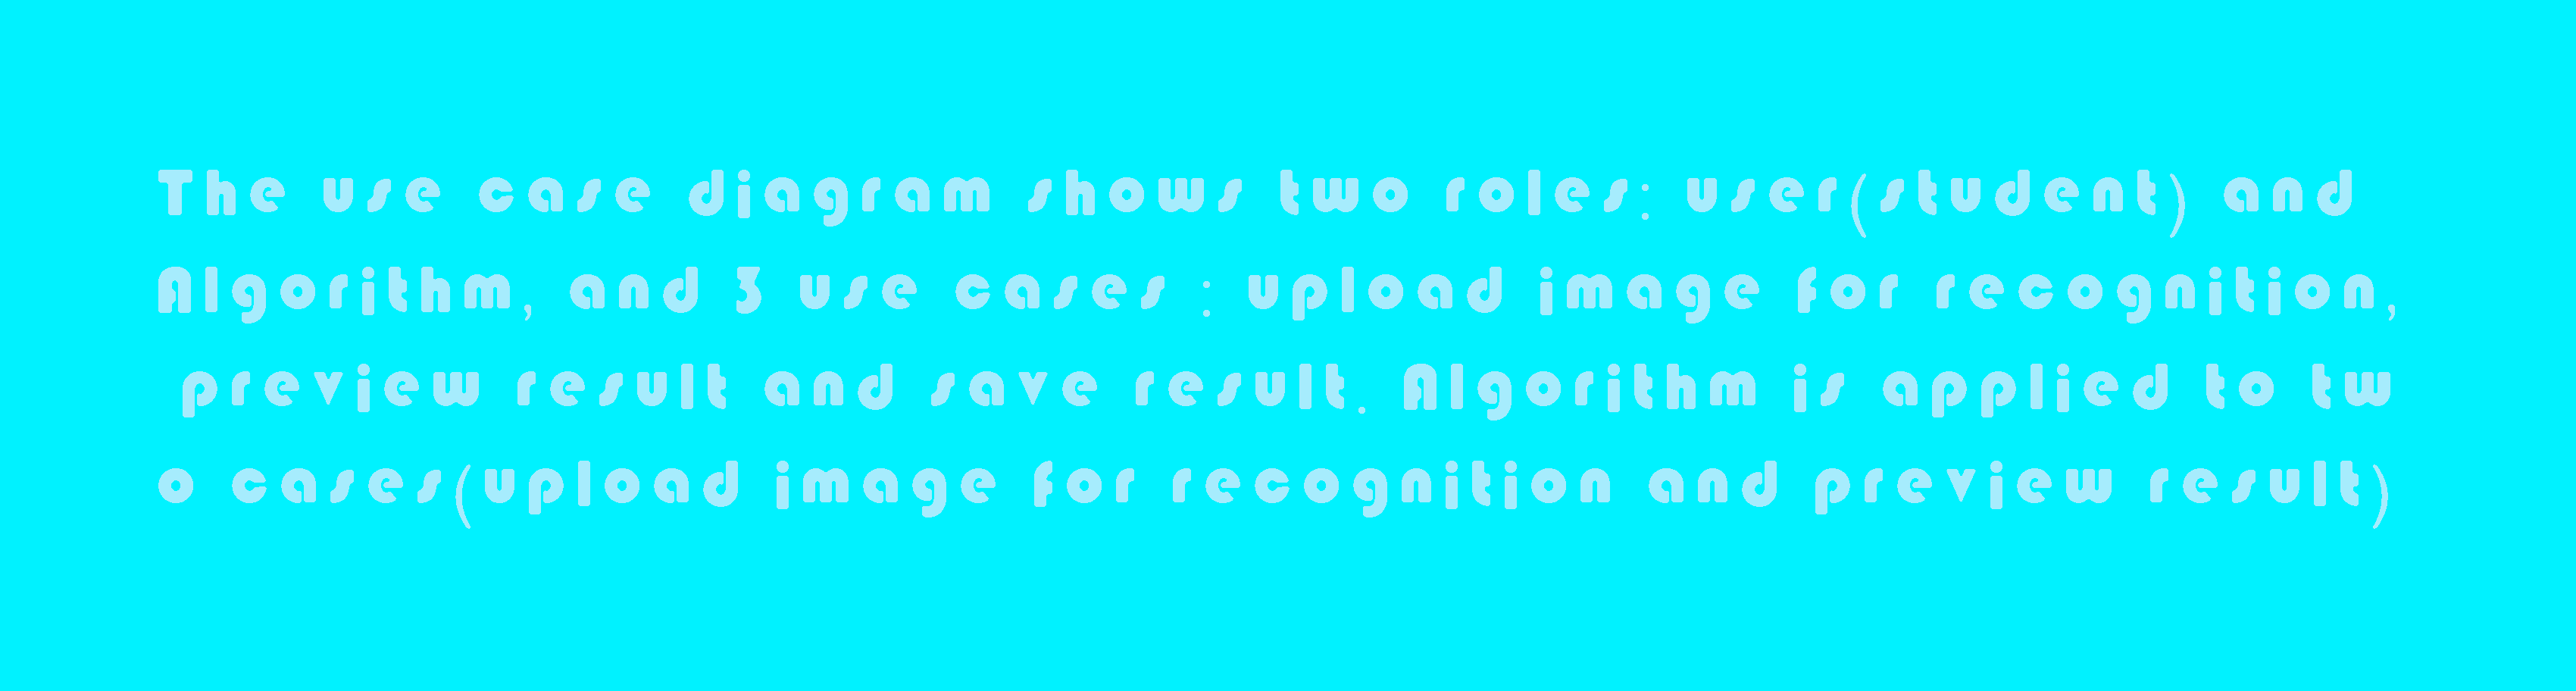 The use case diagram shows two roles: user(student) and
Algorithm, and 3 use cases : upload image for recognition,
preview result and save result. Algorithm is applied to tw
o cases(upload image for recognition and preview result)